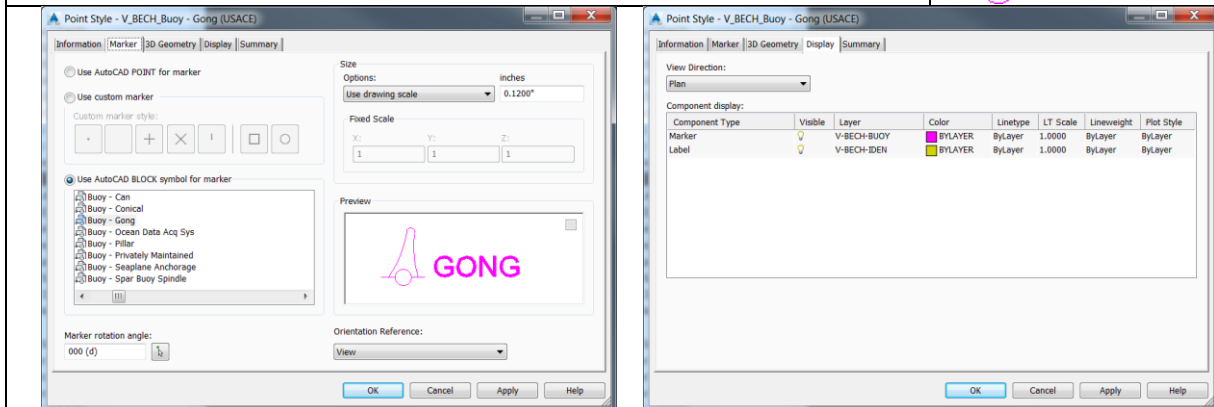 Point Style - V_BECH_Buoy - Gong (USACE)
Information Marker 3D Geometry Display Summary
Use AutoCAD POINT for marker
Use custom marker
Custom marker style:
Use AutoCAD BLOCK symbol for marker
Buoy - Can
Buoy - Conical
Buoy - Gong
Buoy - Ocean Data Acq Sys
Buoy - Pillar
Buoy - Privately Maintained
Buoy - Seaplane Anchorage
Buoy - Spar Buoy Spindle
Marker rotation angle:
000 (d)
Size
Options: inches
Use drawing scale 0.1200"
Fixed Scale
X: Y: Z:
1 1 1
Preview
GONG
Orientation Reference:
View
OK Cancel Apply Help
Point Style - V_BECH_Buoy - Gong (USACE)
Information Marker 3D Geometry Display Summary
View Direction:
Plan
Component display:
Component Type Visible Layer Color Linetype LT Scale Lineweight Plot Style
Marker V-BECH-BUOY BYLAYER ByLayer 1.0000 ByLayer ByLayer
Label V-BECH-IDEN BYLAYER ByLayer 1.0000 ByLayer ByLayer
OK Cancel Apply Help